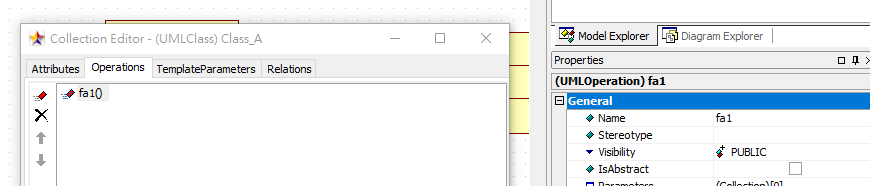 Collection Editor - (UMLClass) Class_A
Attributes Operations TemplateParameters Relations
fa1()
Model Explorer Diagram Explorer
Properties
(UMLOperation) fa1
General
Name fa1
Stereotype
Visibility PUBLIC
IsAbstract
Parameters (Collection)[0]